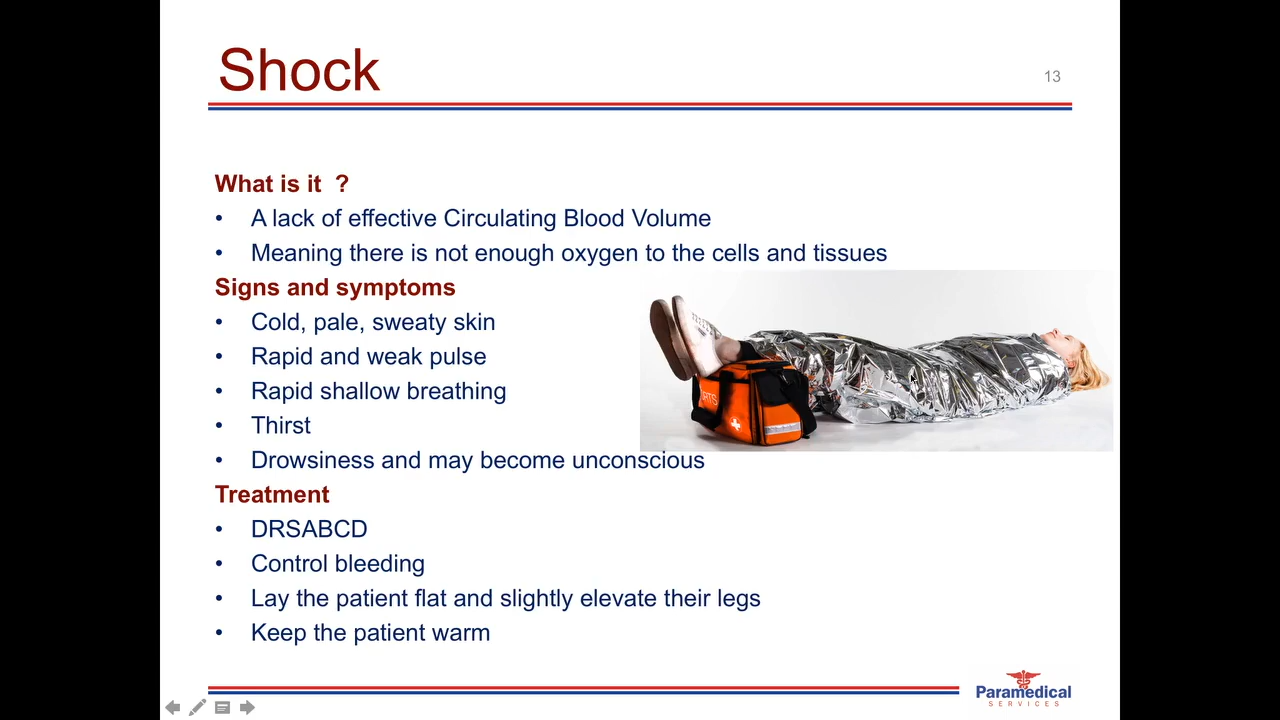 Shock
13
What is it ?
• A lack of effective Circulating Blood Volume
• Meaning there is not enough oxygen to the cells and tissues
Signs and symptoms
• Cold, pale, sweaty skin
• Rapid and weak pulse
• Rapid shallow breathing
• Thirst
• Drowsiness and may become unconscious
Treatment
• DRSABCD
• Control bleeding
• Lay the patient flat and slightly elevate their legs
• Keep the patient warm
Paramedical
SERVICES